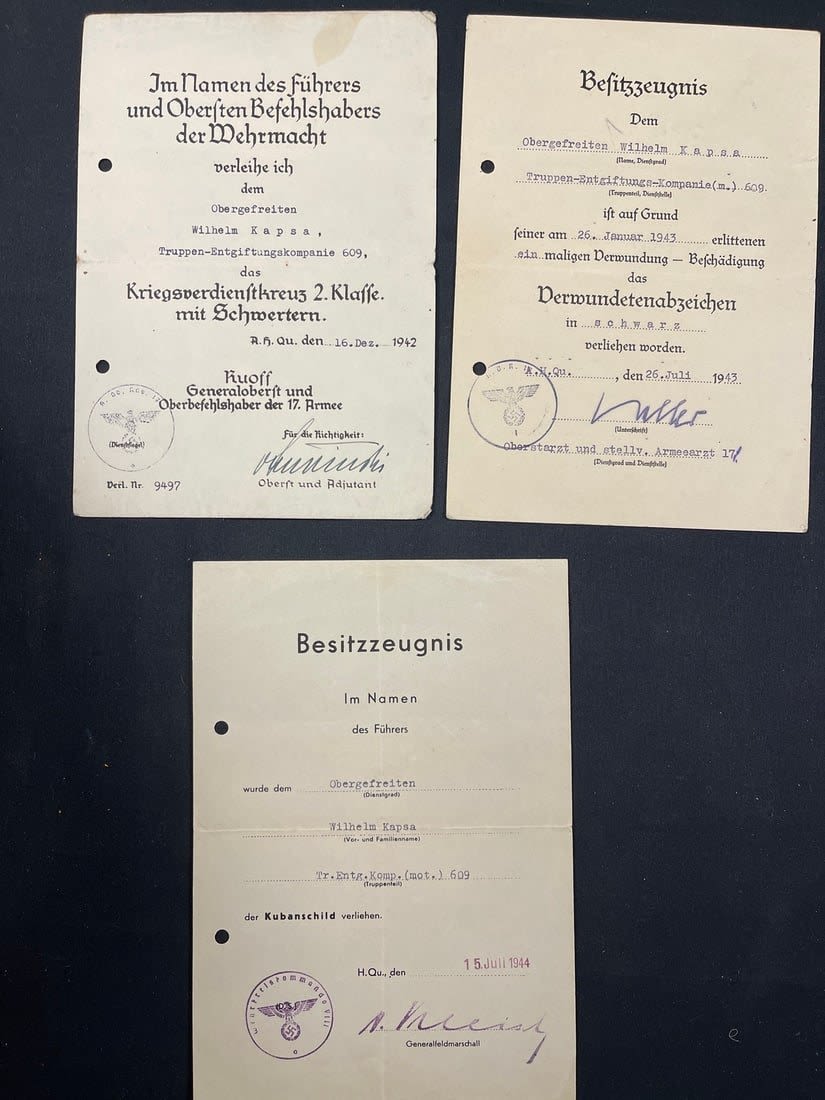 Im Namen des Führers
und Obersten Befehlshabers
der Wehrmacht
verleihe ich
dem
Obergefreiten
Wilhelm K a p s a ,
Truppen-Entgiftungskompanie 609,
das
Kriegsverdienstkreuz 2. Klasse.
mit Schwertern.
A.H.Qu. den 16.Dez. 1942
Ruoff
Generaloberst und
Oberbefehlshaber der 17. Armee
(Dienstsiegel)
Für die Richtigkeit:
Oberst und Adjutant
Verl. Nr. 9497
Besitzzeugnis
Dem
Obergefreiten Wilhelm K a p s a
(Name, Dienstgrad)
Truppen-Entgiftungs-Kompanie(m.) 609.
(Truppenteil, Dienststelle)
ist auf Grund
seiner am 26. Januar 1943 erlittenen
ein maligen Verwundung – Beschädigung
das
Verwundetenabzeichen
in s c h w a r z
verliehen worden.
A.H.Qu. , den 26.Juli 1943
(Unterschrift)
Oberstarzt und stellv. Armeearzt 17
(Dienstgrad und Dienststelle)
Besitzzeugnis
Im Namen
des Führers
wurde dem Obergefreiten
(Dienstgrad)
Wilhelm Kapsa
(Vor- und Familienname)
Tr.Entg.Komp.(mot.) 609
(Truppenteil)
der Kubanschild verliehen.
H.Qu., den 15.Juli 1944
Wehrkreiskommando VIII
v. Kleist
Generalfeldmarschall